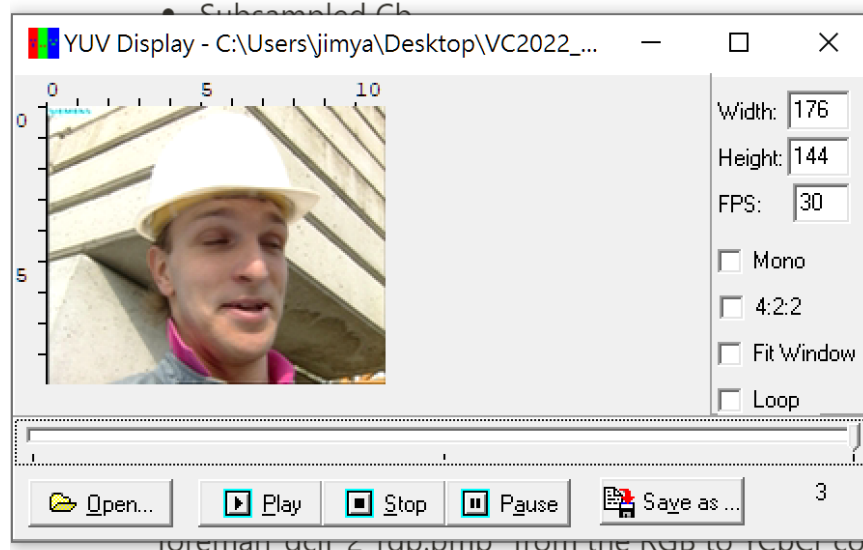 Subsampled Cb
YUV Display - C:\Users\jimya\Desktop\VC2022_...
0 5 10
0
5
Width: 176
Height: 144
FPS: 30
Mono
4:2:2
Fit Window
Loop
Open...
Play
Stop
Pause
Save as ...
3
foreman_qcif_2_rgb.bmp" from the RGB to YCbCr co